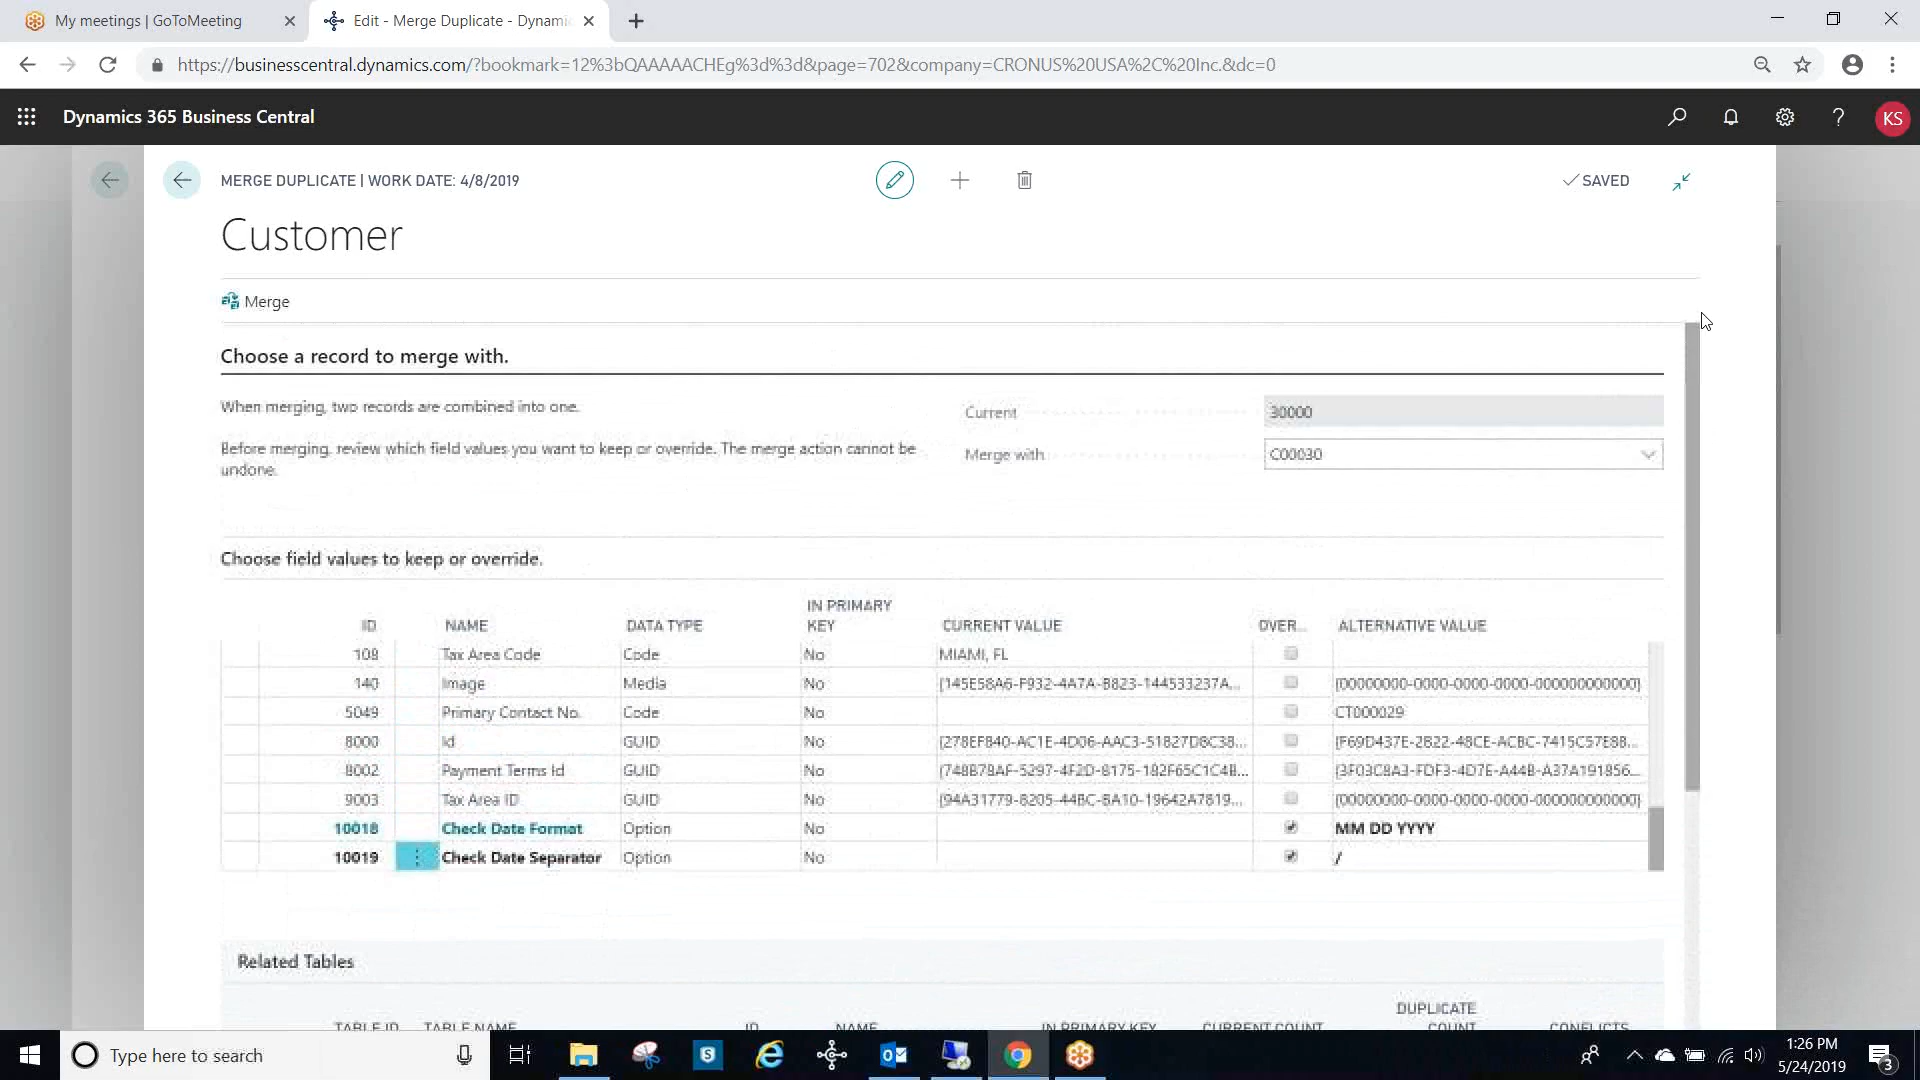 My meetings | GoToMeeting
Edit - Merge Duplicate - Dynami
https://businesscentral.dynamics.com/?bookmark=12%3bQAAAAACHEg%3d%3d&page=702&company=CRONUS%20USA%2C%20Inc.&dc=0
Dynamics 365 Business Central
KS
MERGE DUPLICATE | WORK DATE: 4/8/2019
SAVED
Customer
Merge
Choose a record to merge with.
When merging, two records are combined into one.
Before merging, review which field values you want to keep or override. The merge action cannot be
undone.
Current 30000
Merge with C00030
Choose field values to keep or override.
ID NAME DATA TYPE IN PRIMARY KEY CURRENT VALUE OVER... ALTERNATIVE VALUE
108 Tax Area Code Code No MIAMI, FL
140 Image Media No {145E58A6-F932-4A7A-B823-144533237A... {00000000-0000-0000-0000-000000000000}
5049 Primary Contact No. Code No CT000029
8000 Id GUID No {278EF840-AC1E-4D06-AAC3-51827D8C38... {F69D437E-2822-48CE-ACBC-7415C57E88...
8002 Payment Terms Id GUID No {748B78AF-5297-4F2D-8175-182F65C1C4B... {3F03C8A3-FDF3-4D7E-A44B-A37A191856...
9003 Tax Area ID GUID No {94A31779-8205-44BC-BA10-19642A7819... {00000000-0000-0000-0000-000000000000}
10018 Check Date Format Option No MM DD YYYY
10019 Check Date Separator Option No /
Related Tables
TABLE ID TABLE NAME ID NAME IN PRIMARY KEY CURRENT COUNT DUPLICATE COUNT CONFLICTS
Type here to search
1:26 PM
5/24/2019
3